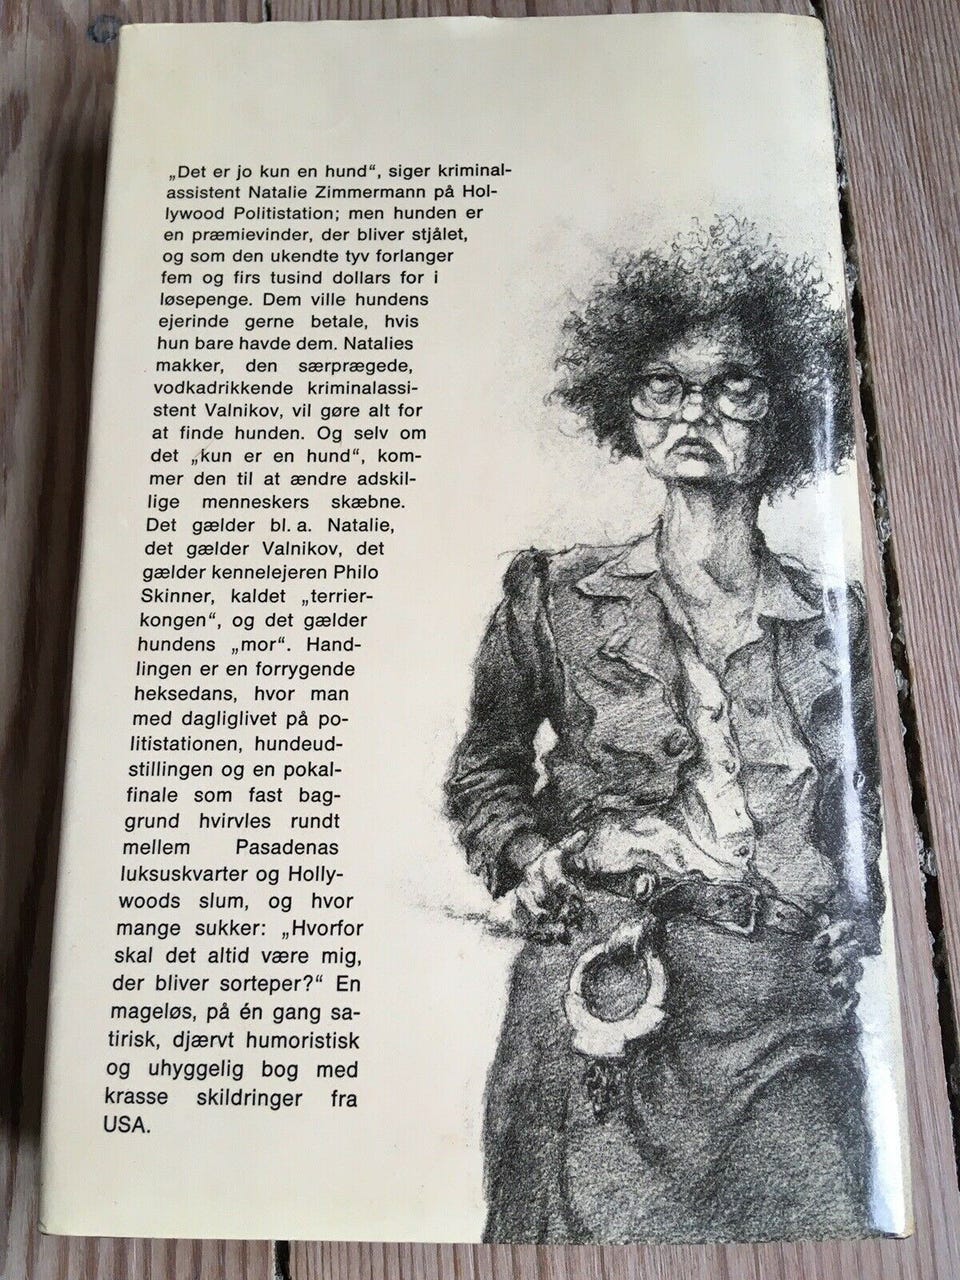 „Det er jo kun en hund“, siger kriminal-
assistent Natalie Zimmermann på Hol-
lywood Politistation; men hunden er
en præmievinder, der bliver stjålet,
og som den ukendte tyv forlanger
fem og firs tusind dollars for i
løsepenge. Dem ville hundens
ejerinde gerne betale, hvis
hun bare havde dem. Natalies
makker, den særprægede,
vodkadrikkende kriminalassi-
stent Valnikov, vil gøre alt for
at finde hunden. Og selv om
det „kun er en hund“, kom-
mer den til at ændre adskil-
lige menneskers skæbne.
Det gælder bl. a. Natalie,
det gælder Valnikov, det
gælder kennelejeren Philo
Skinner, kaldet „terrier-
kongen“, og det gælder
hundens „mor“. Hand-
lingen er en forrygende
heksedans, hvor man
med dagliglivet på po-
litistationen, hundeud-
stillingen og en pokal-
finale som fast bag-
grund hvirvles rundt
mellem Pasadenas
luksuskvarter og Holly-
woods slum, og hvor
mange sukker: „Hvorfor
skal det altid være mig,
der bliver sorteper?“ En
mageløs, på én gang sa-
tirisk, djærvt humoristisk
og uhyggelig bog med
krasse skildringer fra
USA.